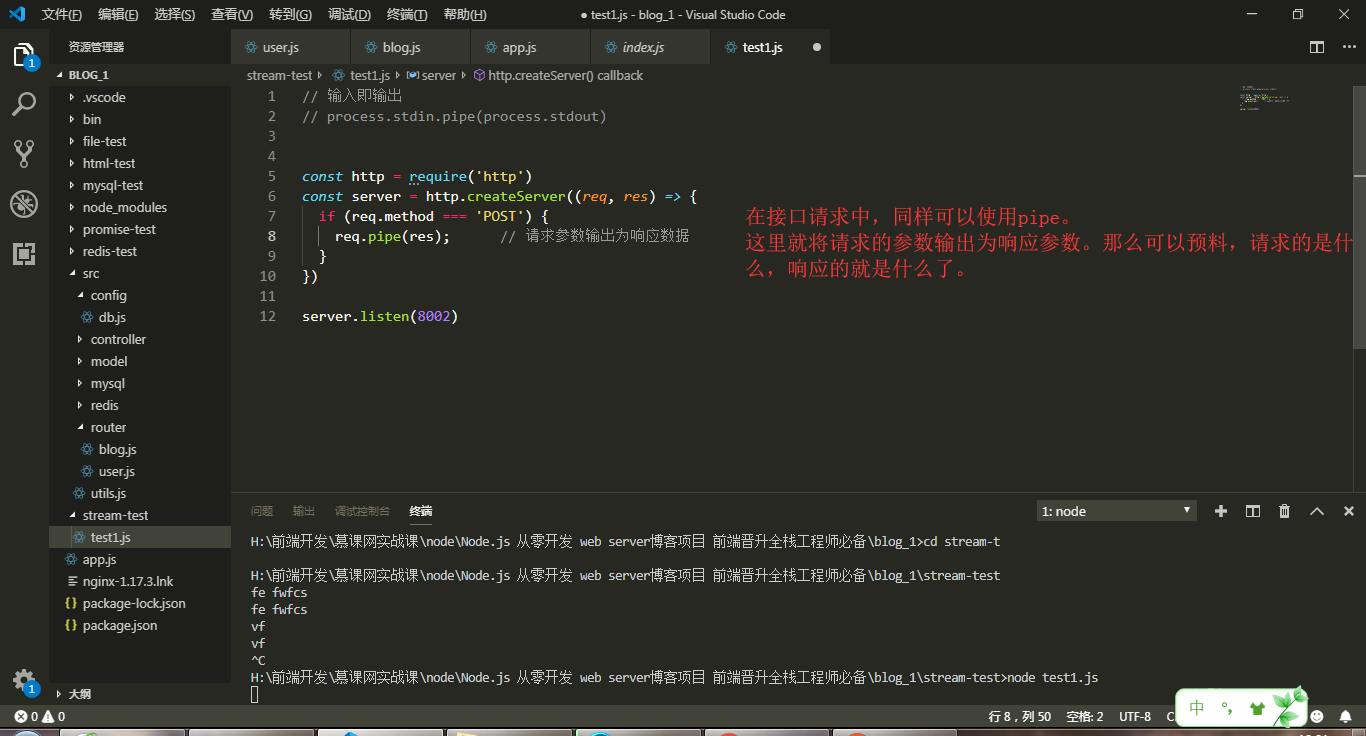 文件(F) 编辑(E) 选择(S) 查看(V) 转到(G) 调试(D) 终端(T) 帮助(H)
● test1.js - blog_1 - Visual Studio Code
资源管理器
user.js
blog.js
app.js
index.js
test1.js
1
BLOG_1
.vscode
bin
file-test
html-test
mysql-test
node_modules
promise-test
redis-test
src
config
db.js
controller
model
mysql
redis
router
blog.js
user.js
utils.js
stream-test
test1.js
app.js
nginx-1.17.3.lnk
package-lock.json
package.json
大纲
1
stream-test test1.js server http.createServer() callback
1 // 输入即输出
2 // process.stdin.pipe(process.stdout)
3
4
5 const http = require('http')
6 const server = http.createServer((req, res) => {
7 if (req.method === 'POST') {
8 req.pipe(res); // 请求参数输出为响应数据
9 }
10 })
11
12 server.listen(8002)
在接口请求中，同样可以使用pipe。
这里就将请求的参数输出为响应参数。那么可以预料，请求的是什
么，响应的就是什么了。
问题 输出 调试控制台 终端
1: node
H:\前端开发\慕课网实战课\node\Node.js 从零开发 web server博客项目 前端晋升全栈工程师必备\blog_1>cd stream-t
H:\前端开发\慕课网实战课\node\Node.js 从零开发 web server博客项目 前端晋升全栈工程师必备\blog_1\stream-test
fe fwfcs
fe fwfcs
vf
vf
^C
H:\前端开发\慕课网实战课\node\Node.js 从零开发 web server博客项目 前端晋升全栈工程师必备\blog_1\stream-test>node test1.js
0 0
行 8，列 50 空格: 2 UTF-8 C
中 °,